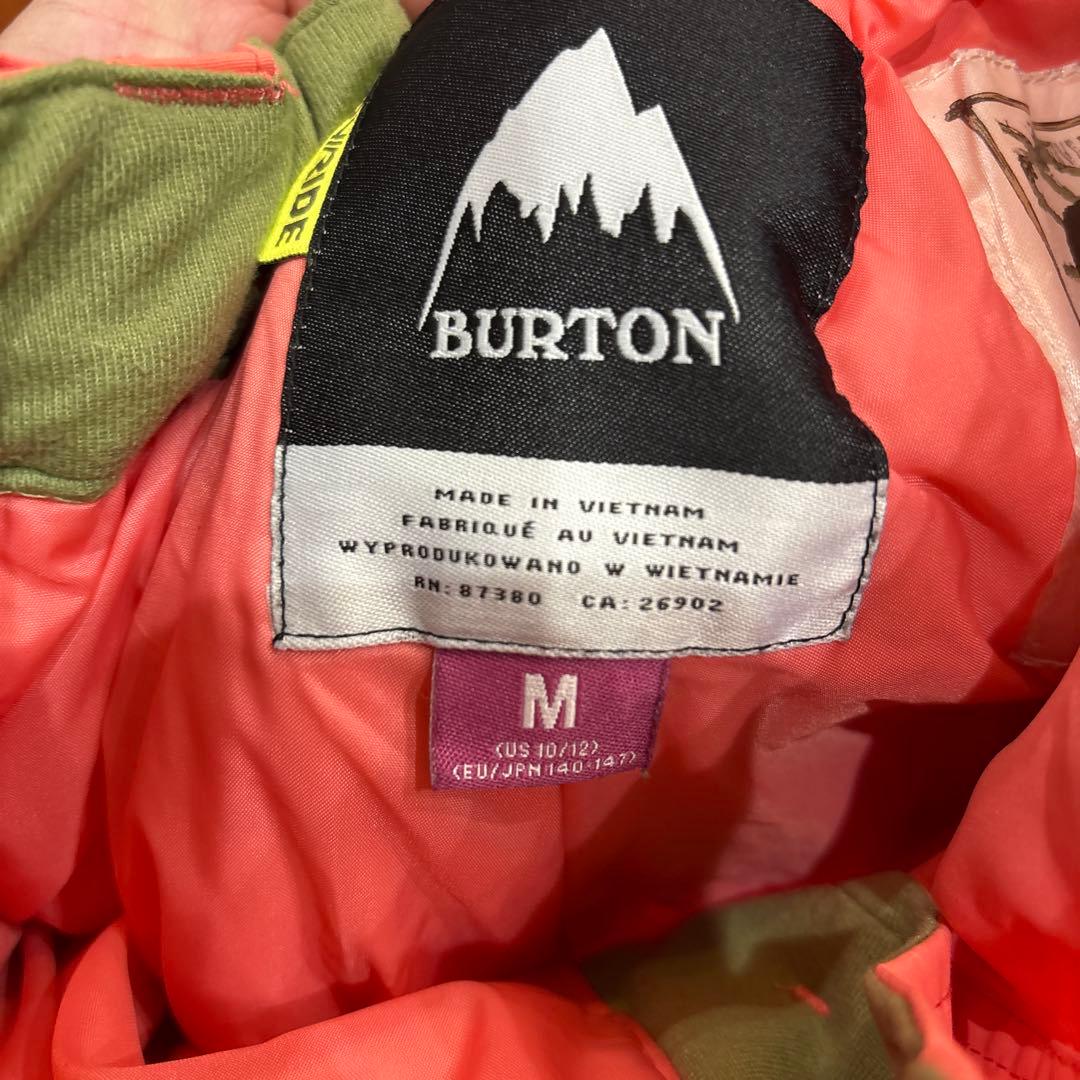 BURTON
MADE IN VIETNAM
FABRIQUÉ AU VIETNAM
WYPRODUKOWANO W WIETNAMIE
RN: 87380 CA: 26902
M
(US 10/12)
(EU/JPN 140-147)